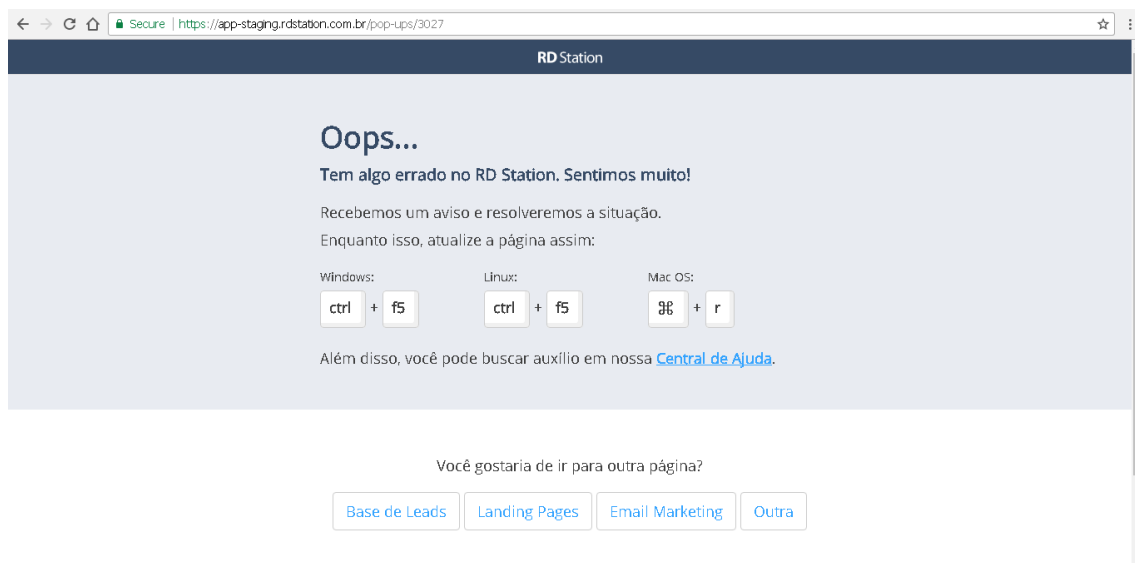 Secure | https://app-staging.rdstation.com.br/pop-ups/3027
RD Station
Oops...
Tem algo errado no RD Station. Sentimos muito!
Recebemos um aviso e resolveremos a situação.
Enquanto isso, atualize a página assim:
Windows: Linux: Mac OS:
ctrl + f5 ctrl + f5 ⌘ + r
Além disso, você pode buscar auxílio em nossa Central de Ajuda.
Você gostaria de ir para outra página?
Base de Leads Landing Pages Email Marketing Outra